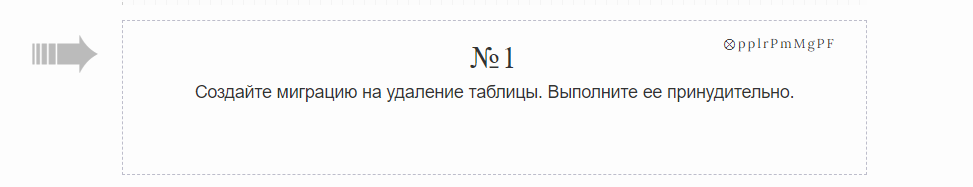 ⊗pplrPmMgPF
№1
Создайте миграцию на удаление таблицы. Выполните ее принудительно.